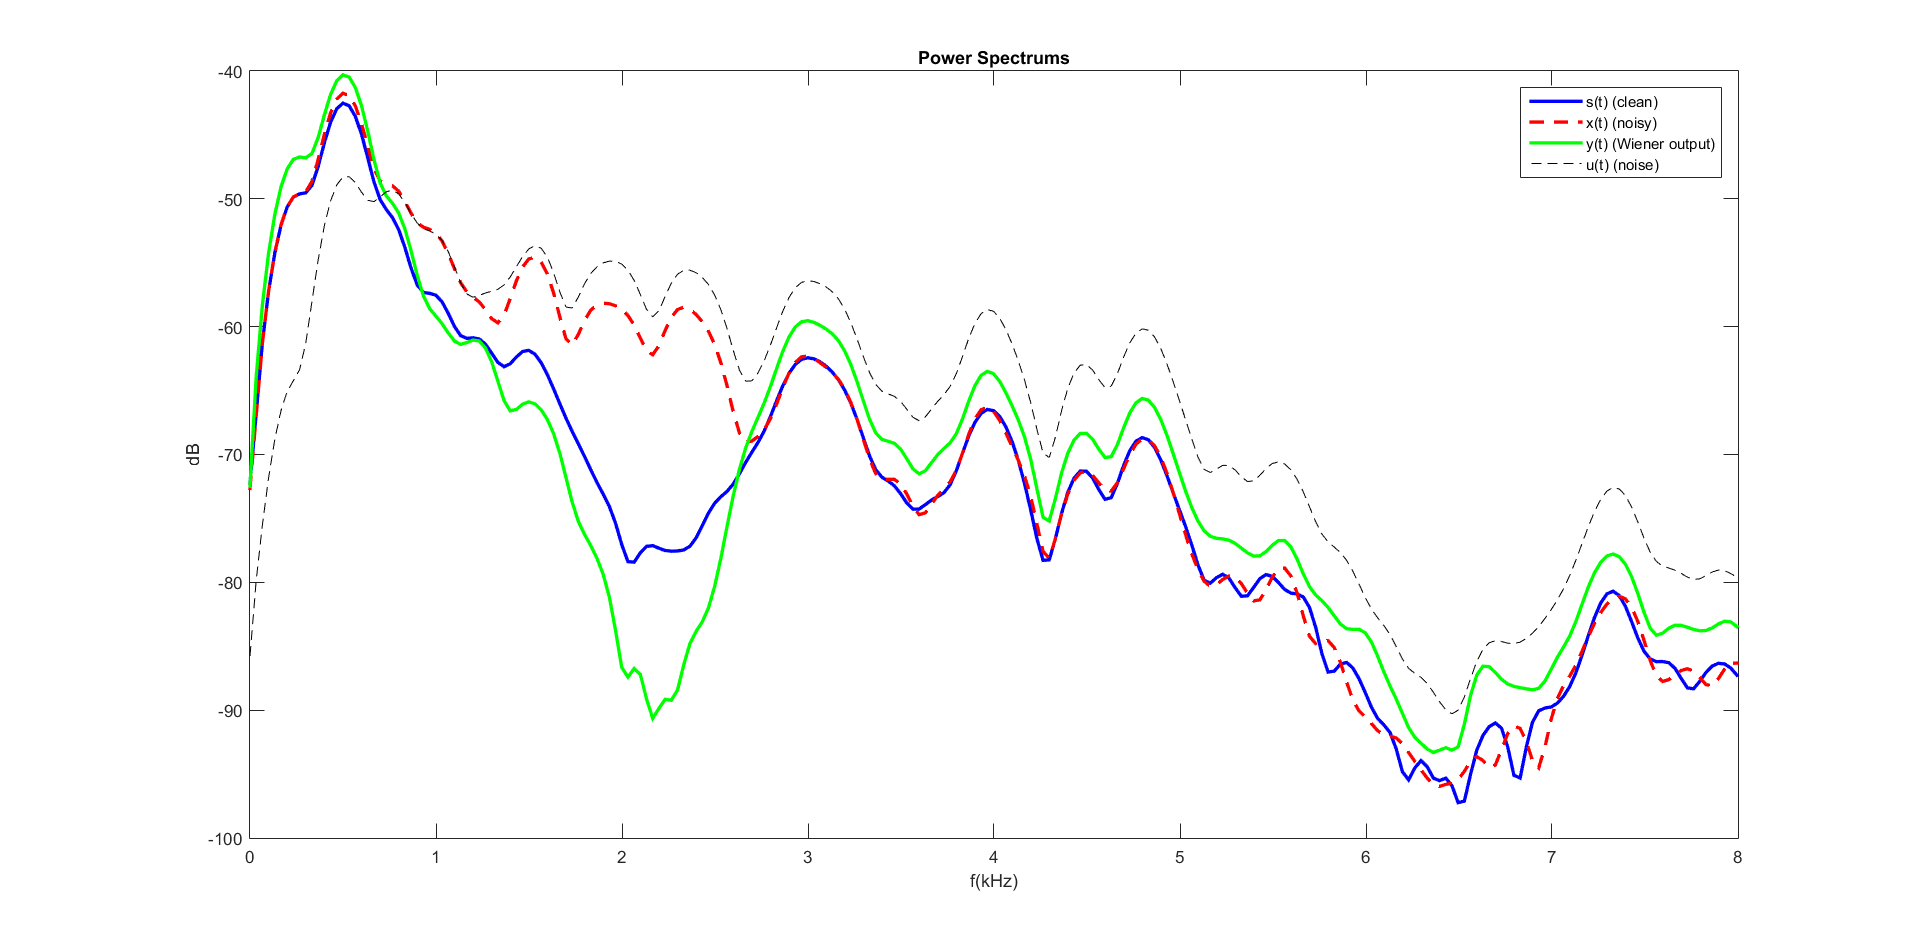 Power Spectrums
s(t) (clean)
x(t) (noisy)
y(t) (Wiener output)
u(t) (noise)
dB
-40
-50
-60
-70
-80
-90
-100
0 1 2 3 4 5 6 7 8
f(kHz)